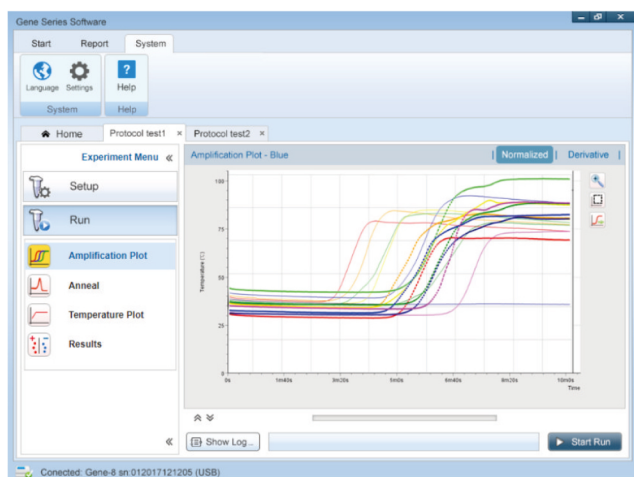 Gene Series Software
Start Report System
Language Settings Help
System Help
Home Protocol test1 × Protocol test2 ×
Experiment Menu «
Setup
Run
Amplification Plot
Anneal
Temperature Plot
Results
«
Amplification Plot - Blue | Normalized | Derivative |
100
75
50
25
0
Temperature (°C)
0s 1m40s 3m20s 5m0s 6m40s 8m20s 10m0s
Time
Show Log... Start Run
Conected: Gene-8 sn:012017121205 (USB)